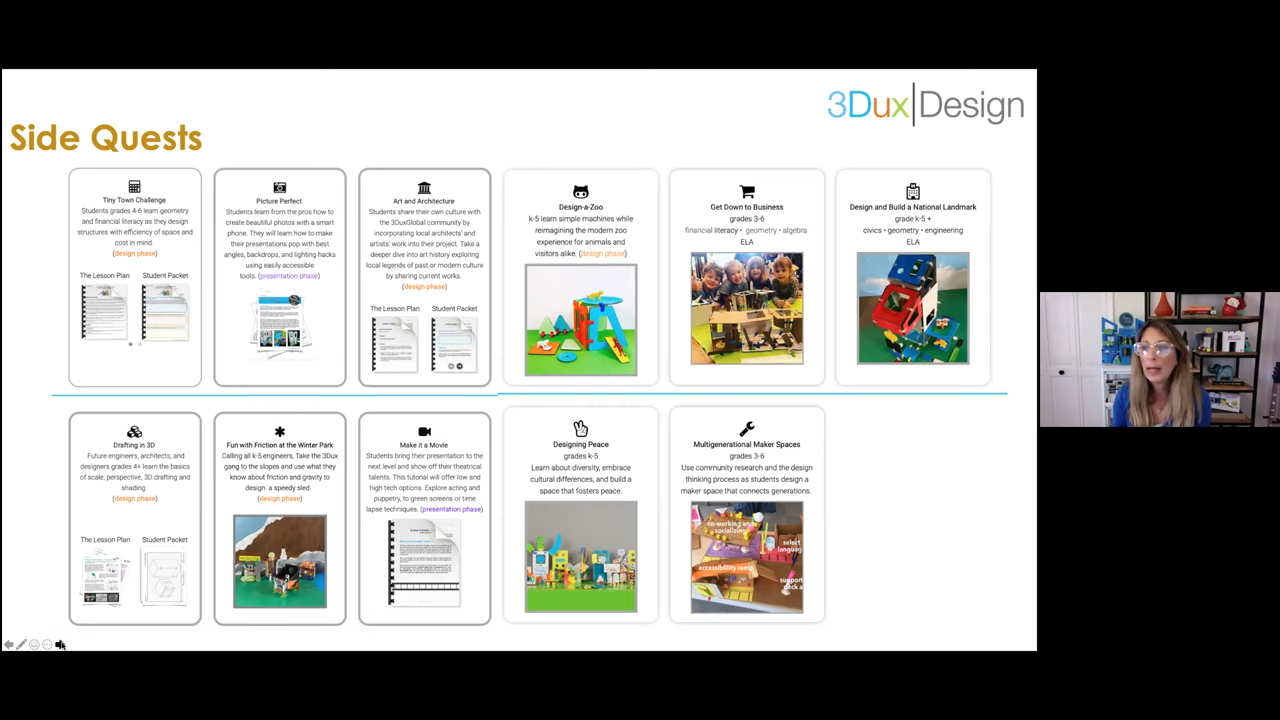 3Dux|Design
Side Quests
Tiny Town Challenge
Students grades 4-6 learn geometry
and financial literacy as they design
structures with efficiency of space and
cost in mind.
(design phase)
The Lesson Plan
Student Packet
Picture Perfect
Students learn from the pros how to
create beautiful photos with a smart
phone. They will learn how to make
their presentations pop with best
angles, backdrops, and lighting hacks
using easily accessible
tools. (presentation phase)
Art and Architecture
Students share their own culture with
the 3DuxGlobal community by
incorporating local architects' and
artists' work into their project. Take a
deeper dive into art history exploring
local legends of past or modern culture
by sharing current works.
(design phase)
The Lesson Plan
Student Packet
Design-a-Zoo
k-5 learn simple machines while
reimagining the modern zoo
experience for animals and
visitors alike. (design phase)
Get Down to Business
grades 3-6
financial literacy • geometry • algebra
ELA
Design and Build a National Landmark
grade k-5 +
civics • geometry • engineering
ELA
Drafting in 3D
Future engineers, architects, and
designers grades 4+ learn the basics
of scale, perspective, 3D drafting and
shading.
(design phase)
The Lesson Plan
Student Packet
Fun with Friction at the Winter Park
Calling all k-5 engineers, Take the 3Dux
gang to the slopes and use what they
know about friction and gravity to
design a speedy sled.
(design phase)
Make it a Movie
Students bring their presentation to the
next level and show off their theatrical
talents. This tutorial will offer low and
high tech options. Explore acting and
puppetry, to green screens or time
lapse techniques. (presentation phase)
Designing Peace
grades k-5
Learn about diversity, embrace
cultural differences, and build a
space that fosters peace.
Multigenerational Maker Spaces
grades 3-6
Use community research and the design
thinking process as students design a
maker space that connects generations.
co-working and
socializing
select
accessibility ramp